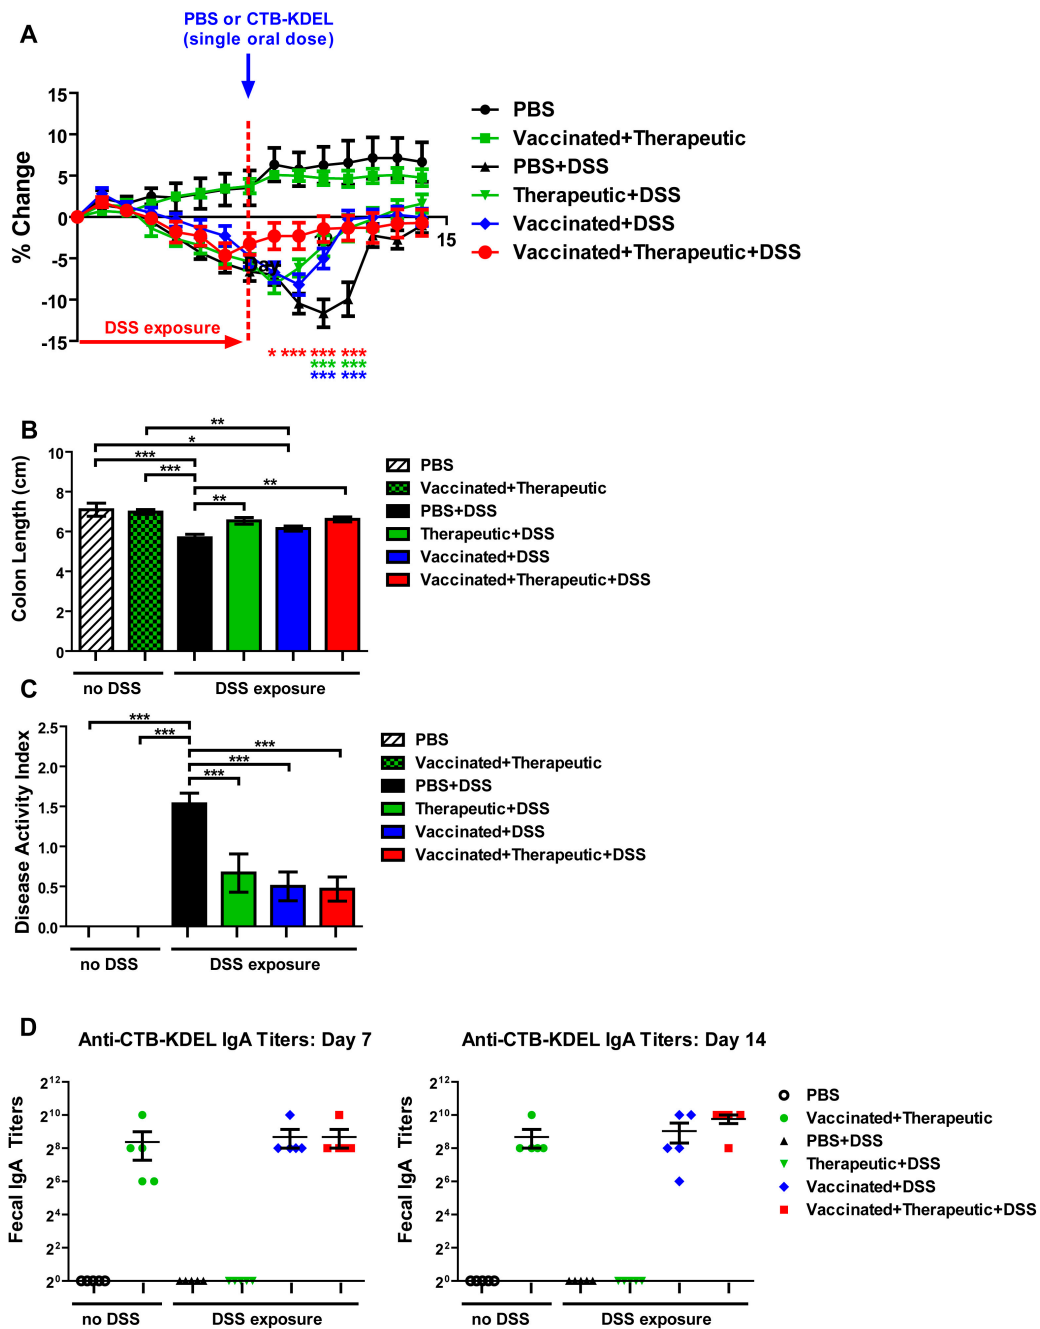 PBS or CTB-KDEL
(single oral dose)
A
15
10
5
0
-5
-10
-15
% Change
15
DSS exposure
* *** *** ***
*** ***
*** ***
PBS
Vaccinated+Therapeutic
PBS+DSS
Therapeutic+DSS
Vaccinated+DSS
Vaccinated+Therapeutic+DSS
B
**
*
***
***
**
**
10
8
6
4
2
0
Colon Length (cm)
no DSS
DSS exposure
PBS
Vaccinated+Therapeutic
PBS+DSS
Therapeutic+DSS
Vaccinated+DSS
Vaccinated+Therapeutic+DSS
C
***
***
***
***
***
2.5
2.0
1.5
1.0
0.5
0.0
Disease Activity Index
no DSS
DSS exposure
PBS
Vaccinated+Therapeutic
PBS+DSS
Therapeutic+DSS
Vaccinated+DSS
Vaccinated+Therapeutic+DSS
D
Anti-CTB-KDEL IgA Titers: Day 7
2¹²
2¹⁰
2⁸
2⁶
2⁴
2²
2⁰
Fecal IgA Titers
no DSS
DSS exposure
Anti-CTB-KDEL IgA Titers: Day 14
2¹²
2¹⁰
2⁸
2⁶
2⁴
2²
2⁰
Fecal IgA Titers
no DSS
DSS exposure
PBS
Vaccinated+Therapeutic
PBS+DSS
Therapeutic+DSS
Vaccinated+DSS
Vaccinated+Therapeutic+DSS